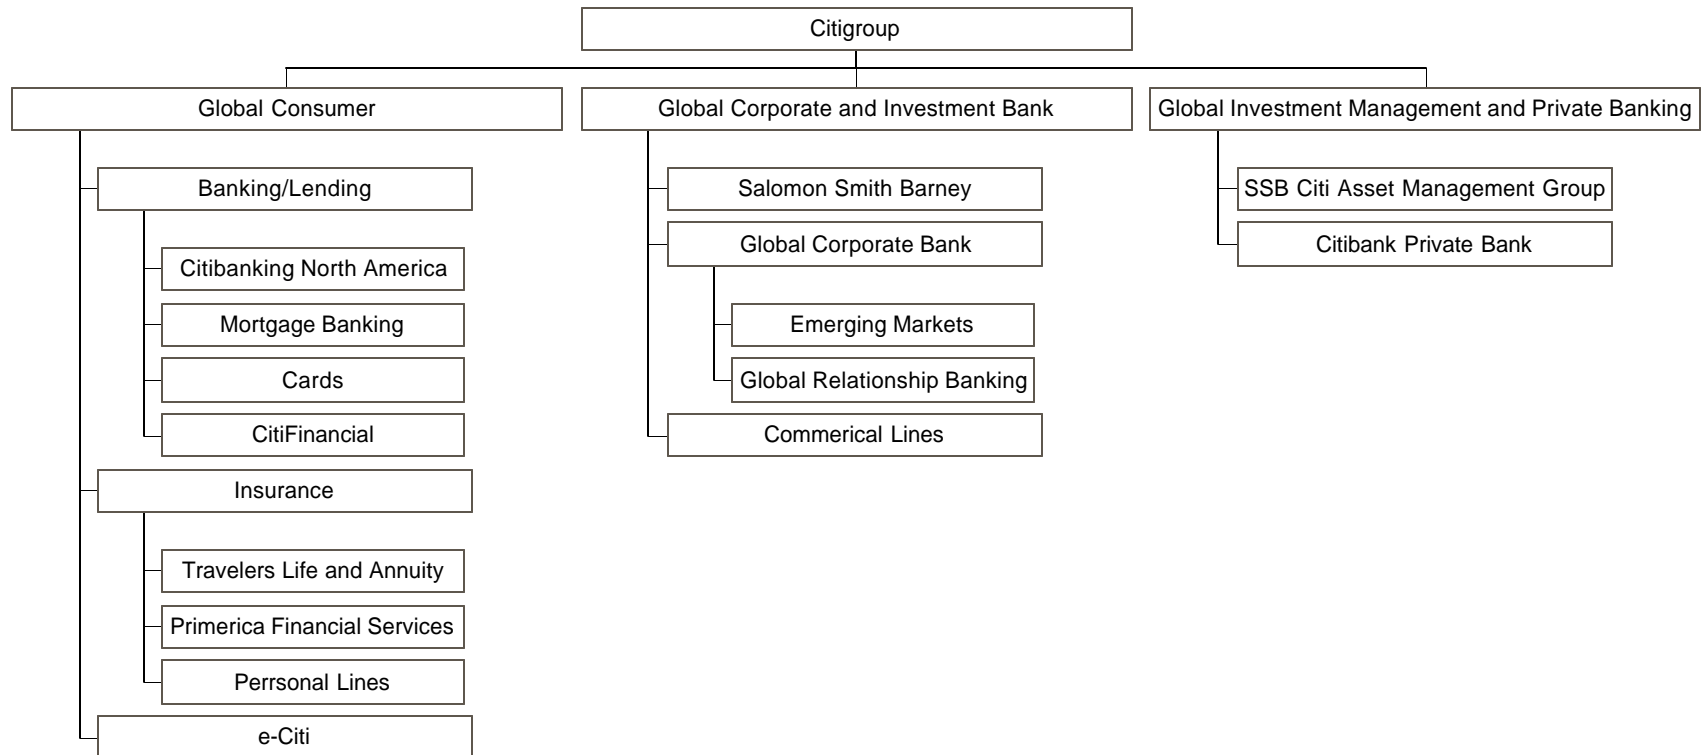 Citigroup
Global Consumer
Global Corporate and Investment Bank
Global Investment Management and Private Banking
Banking/Lending
Citibanking North America
Mortgage Banking
Cards
CitiFinancial
Insurance
Travelers Life and Annuity
Primerica Financial Services
Perrsonal Lines
e-Citi
Salomon Smith Barney
Global Corporate Bank
Emerging Markets
Global Relationship Banking
Commerical Lines
SSB Citi Asset Management Group
Citibank Private Bank